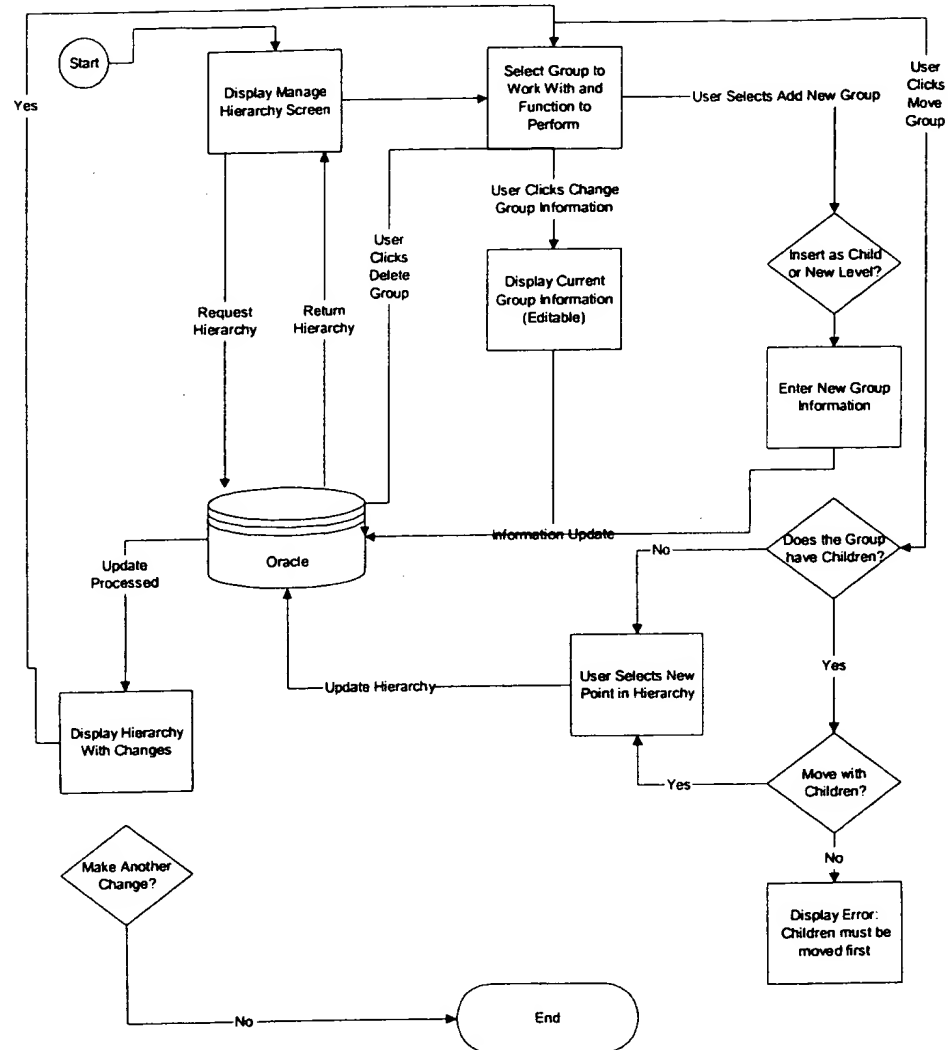 Start
Yes
Display Manage
Hierarchy Screen
Select Group to
Work With and
Function to
Perform
User Selects Add New Group
User
Clicks
Move
Group
User Clicks Change
Group Information
User
Clicks
Delete
Group
Insert as Child
or New Level?
Display Current
Group Information
(Editable)
Request
Hierarchy
Return
Hierarchy
Enter New Group
Information
Information Update
Oracle
Does the Group
have Children?
No
Update
Processed
Yes
User Selects New
Point in Hierarchy
Update Hierarchy
Display Hierarchy
With Changes
Move with
Children?
Yes
No
Make Another
Change?
Display Error:
Children must be
moved first
No
End